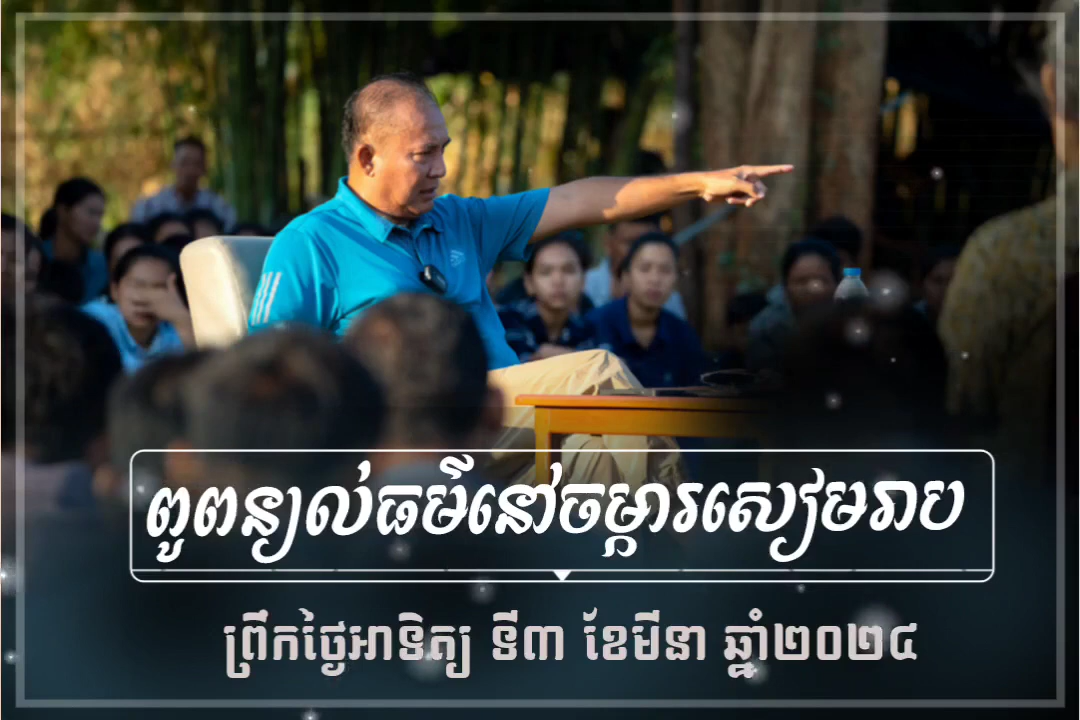 ពូពន្យល់ធម៌នៅចម្ការសៀមរាប
ព្រឹកថ្ងៃអាទិត្យ ទី៣ ខែមីនា ឆ្នាំ២០២៤